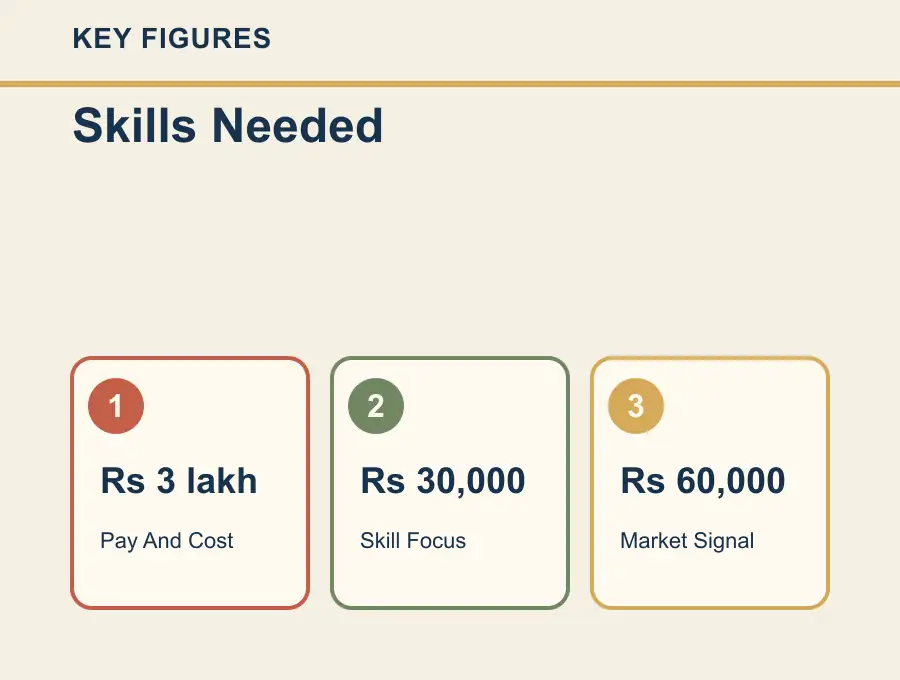 KEY FIGURES
Skills Needed
1
Rs 3 lakh
Pay And Cost
2
Rs 30,000
Skill Focus
3
Rs 60,000
Market Signal